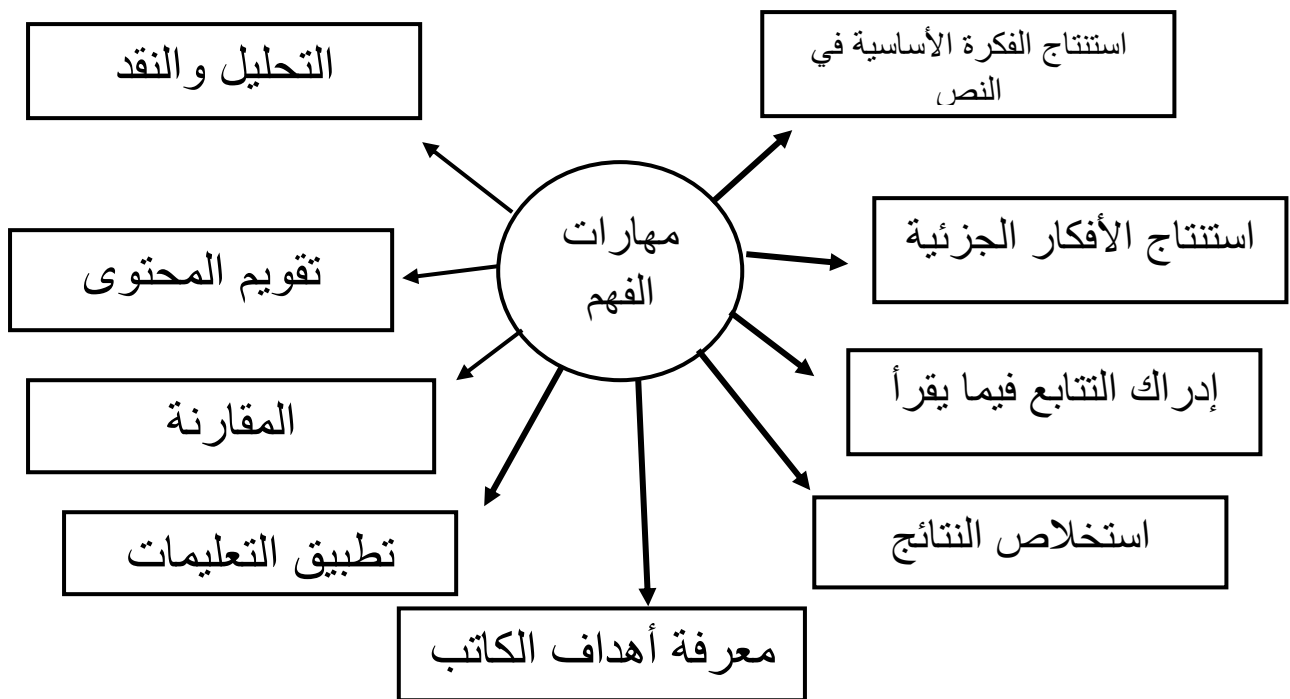 استنتاج الفكرة الأساسية في
النص
التحليل والنقد
مهارات
الفهم
استنتاج الأفكار الجزئية
تقويم المحتوى
إدراك التتابع فيما يقرأ
المقارنة
استخلاص النتائج
تطبيق التعليمات
معرفة أهداف الكاتب